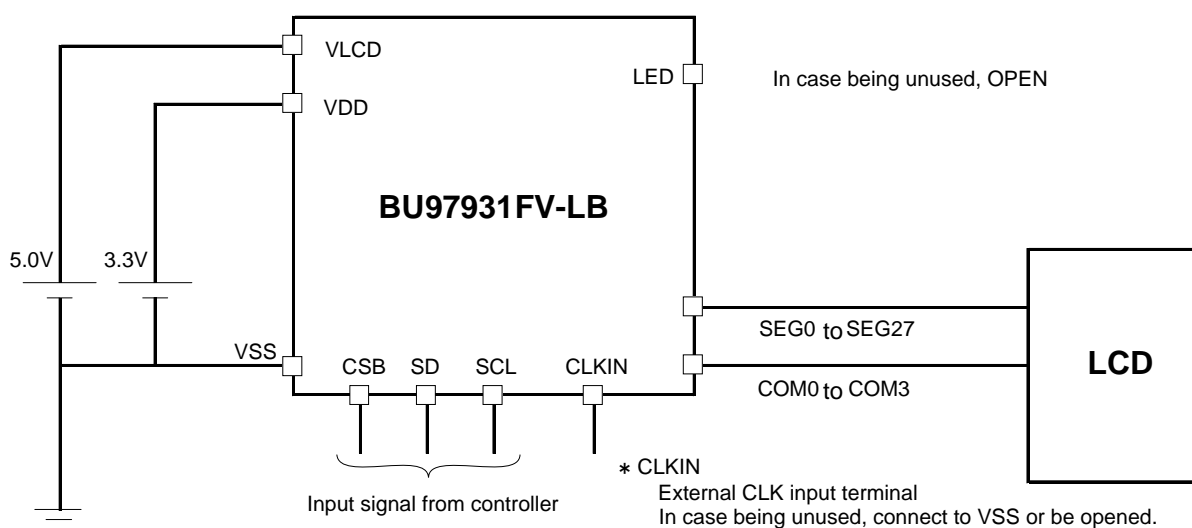 VLCD
LED
In case being unused, OPEN
VDD
BU97931FV-LB
5.0V
3.3V
SEG0 to SEG27
VSS
CSB
SD
SCL
CLKIN
LCD
COM0 to COM3
* CLKIN
External CLK input terminal
Input signal from controller
In case being unused, connect to VSS or be opened.